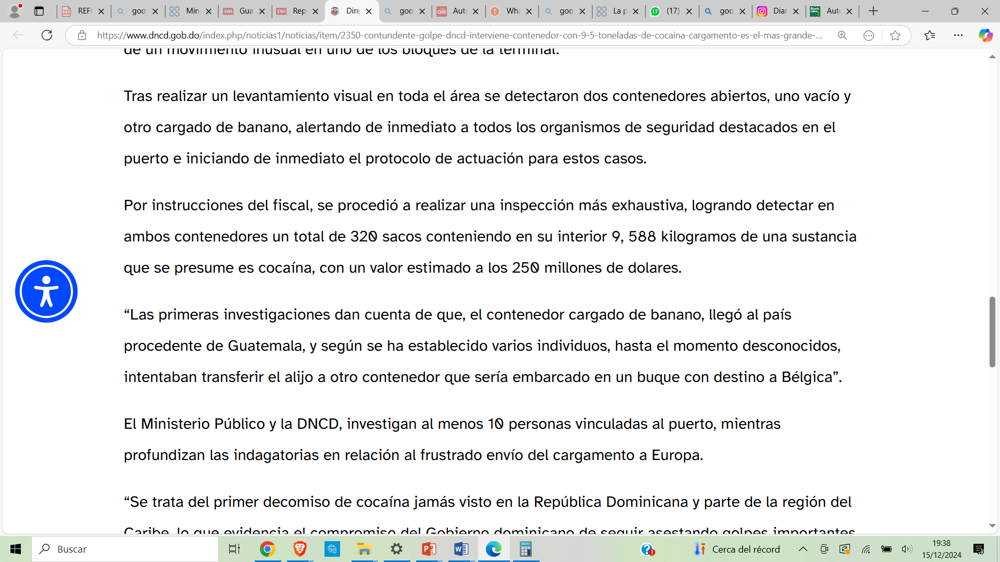 REF
goo
Min
SWI Gua
SWI Rep
Dire
goo
CNN Auto
Wha
goo
La p
17 (17)
goo
Diar
Auto
https://www.dncd.gob.do/index.php/noticias1/noticias/item/2350-contundente-golpe-dncd-interviene-contenedor-con-9-5-toneladas-de-cocaina-cargamento-es-el-mas-grande-...
de un movimiento inusual en uno de los bloques de la terminal.
Tras realizar un levantamiento visual en toda el área se detectaron dos contenedores abiertos, uno vacío y
otro cargado de banano, alertando de inmediato a todos los organismos de seguridad destacados en el
puerto e iniciando de inmediato el protocolo de actuación para estos casos.
Por instrucciones del fiscal, se procedió a realizar una inspección más exhaustiva, logrando detectar en
ambos contenedores un total de 320 sacos conteniendo en su interior 9, 588 kilogramos de una sustancia
que se presume es cocaína, con un valor estimado a los 250 millones de dolares.
“Las primeras investigaciones dan cuenta de que, el contenedor cargado de banano, llegó al país
procedente de Guatemala, y según se ha establecido varios individuos, hasta el momento desconocidos,
intentaban transferir el alijo a otro contenedor que sería embarcado en un buque con destino a Bélgica”.
El Ministerio Público y la DNCD, investigan al menos 10 personas vinculadas al puerto, mientras
profundizan las indagatorias en relación al frustrado envío del cargamento a Europa.
“Se trata del primer decomiso de cocaína jamás visto en la República Dominicana y parte de la región del
Caribe, lo que evidencia el compromiso del Gobierno dominicano de seguir asestando golpes importantes
Buscar
Cerca del récord
19:38
15/12/2024